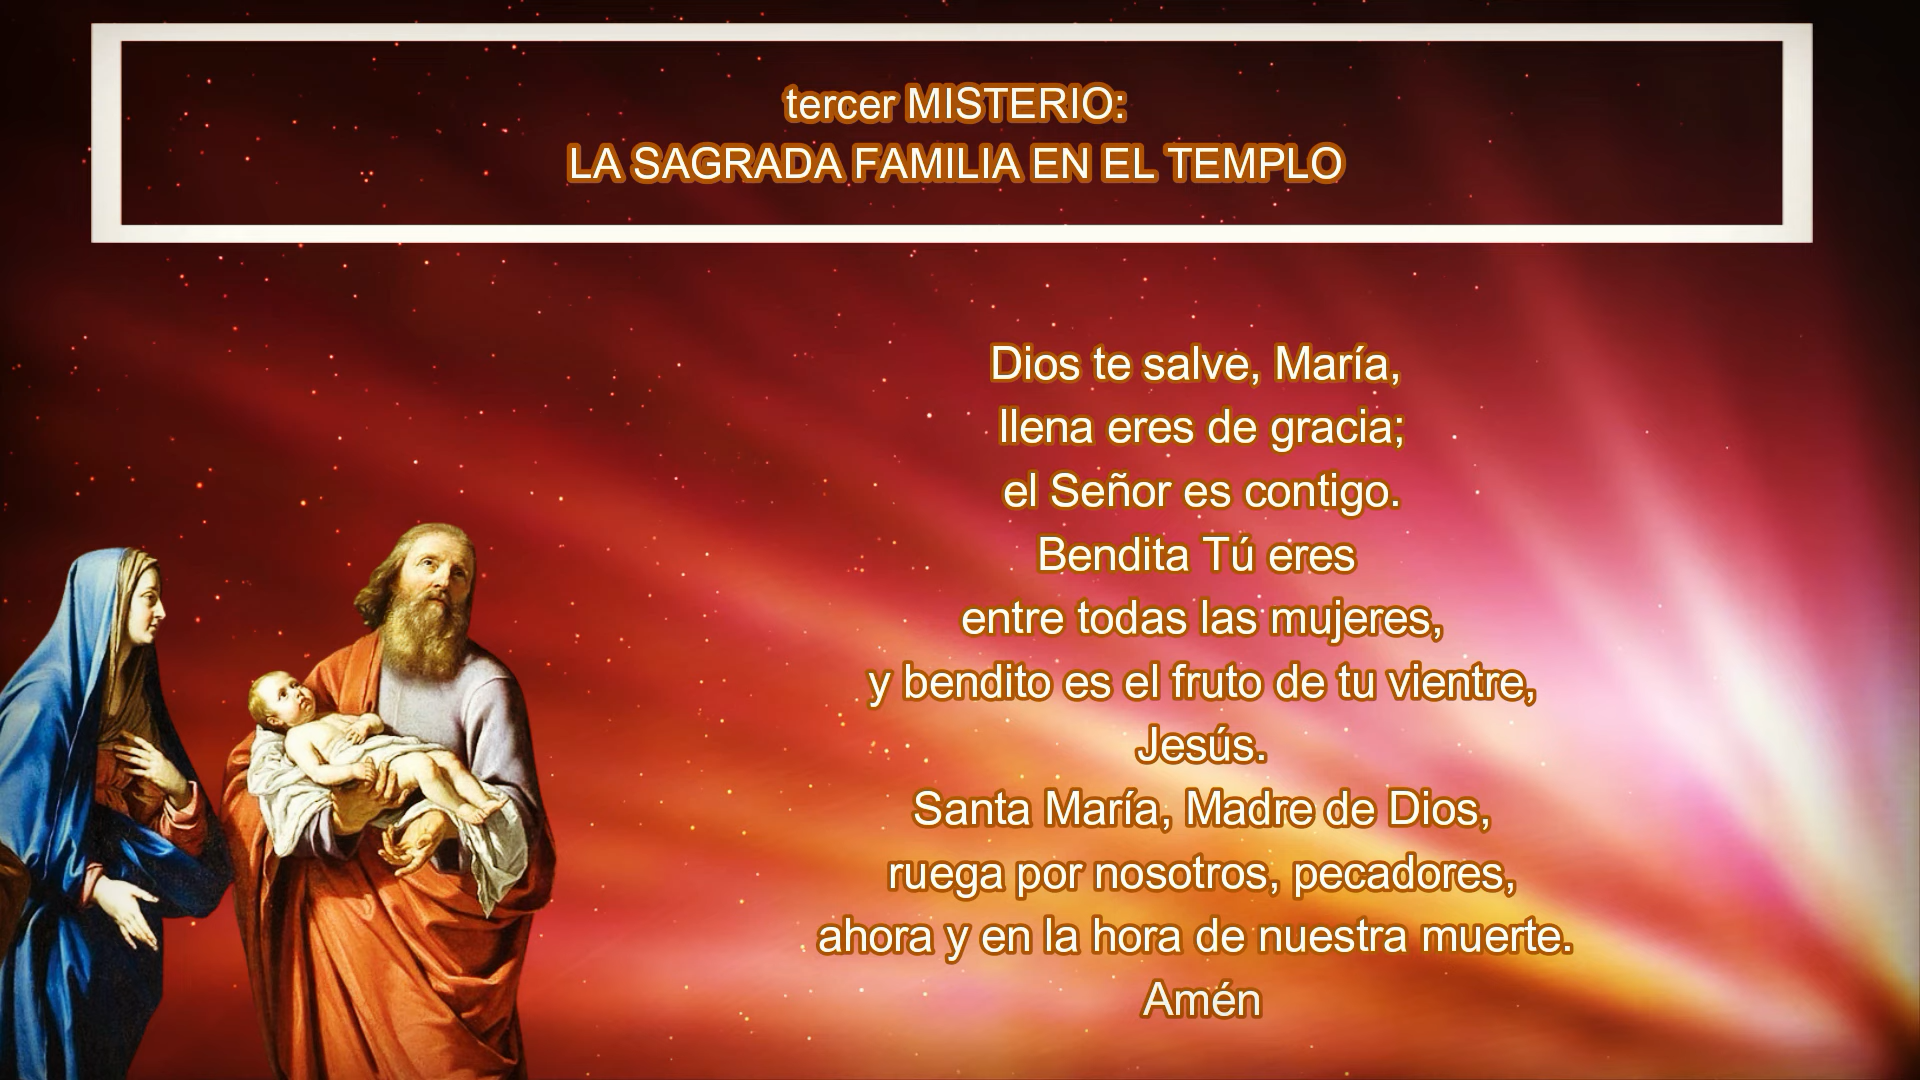 tercer MISTERIO:
LA SAGRADA FAMILIA EN EL TEMPLO
Dios te salve, María,
llena eres de gracia;
el Señor es contigo.
Bendita Tú eres
entre todas las mujeres,
y bendito es el fruto de tu vientre,
Jesús.
Santa María, Madre de Dios,
ruega por nosotros, pecadores,
ahora y en la hora de nuestra muerte.
Amén